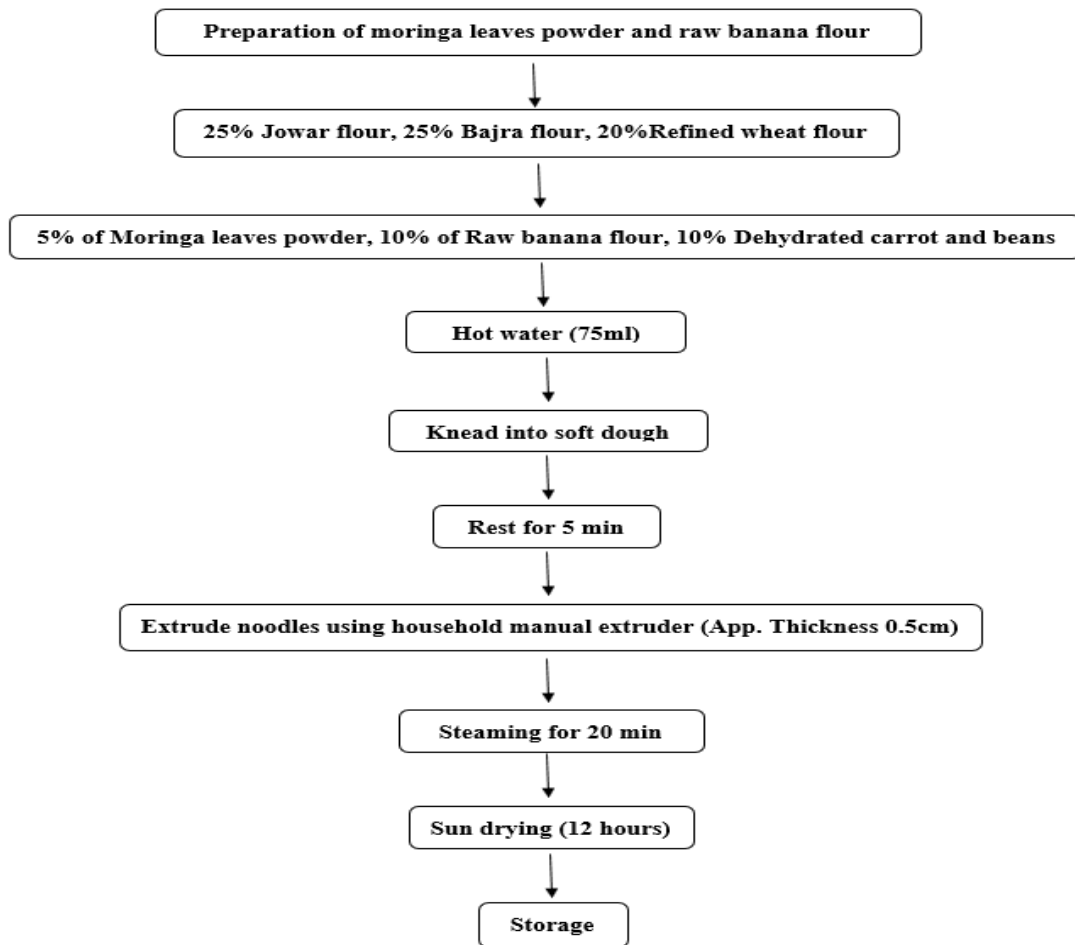 Preparation of moringa leaves powder and raw banana flour
25% Jowar flour, 25% Bajra flour, 20%Refined wheat flour
5% of Moringa leaves powder, 10% of Raw banana flour, 10% Dehydrated carrot and beans
Hot water (75ml)
Knead into soft dough
Rest for 5 min
Extrude noodles using household manual extruder (App. Thickness 0.5cm)
Steaming for 20 min
Sun drying (12 hours)
Storage